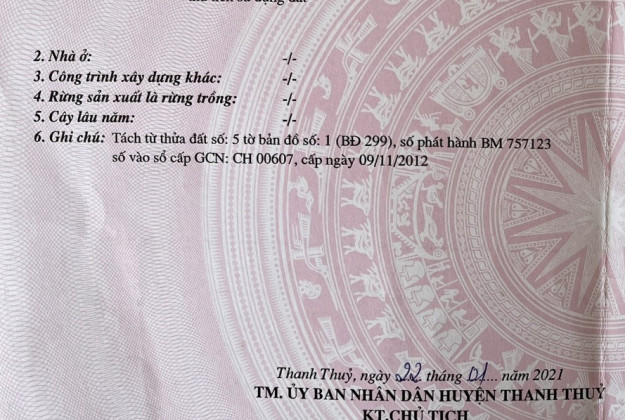 2. Nhà ở: -/-
3. Công trình xây dựng khác: -/-
4. Rừng sản xuất là rừng trồng: -/-
5. Cây lâu năm: -/-
6. Ghi chú: Tách từ thửa đất số: 5 tờ bản đồ số: 1 (BĐ 299), số phát hành BM 757123
số vào sổ cấp GCN: CH 00607, cấp ngày 09/11/2012
Thanh Thuỷ, ngày 22 tháng 01... năm 2021
TM. ỦY BAN NHÂN DÂN HUYỆN THANH THUỶ
KT.CHỦ TỊCH